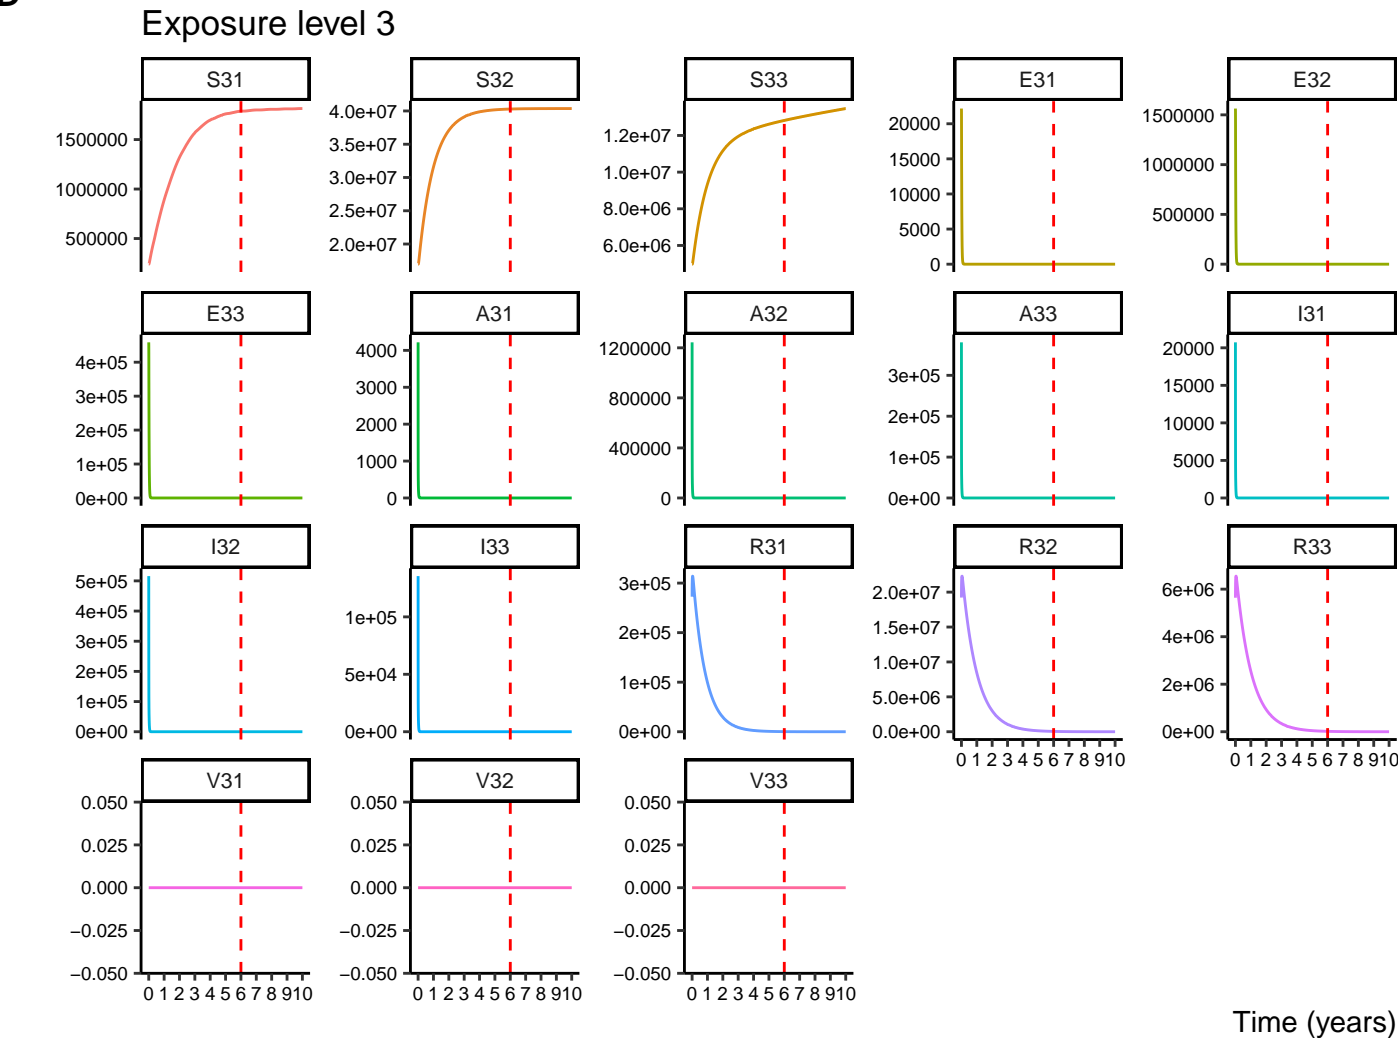 Exposure level 3
S31 S32 S33 E31 E32
1500000 1000000 500000
4.0e+07 3.5e+07 3.0e+07 2.5e+07 2.0e+07
1.2e+07 1.0e+07 8.0e+06 6.0e+06
20000 15000 10000 5000 0
1500000 1000000 500000 0
E33 A31 A32 A33 I31
4e+05 3e+05 2e+05 1e+05 0e+00
4000 3000 2000 1000 0
1200000 800000 400000 0
3e+05 2e+05 1e+05 0e+00
20000 15000 10000 5000 0
I32 I33 R31 R32 R33
5e+05 4e+05 3e+05 2e+05 1e+05 0e+00
1e+05 5e+04 0e+00
3e+05 2e+05 1e+05 0e+00
2.0e+07 1.5e+07 1.0e+07 5.0e+06 0.0e+00
6e+06 4e+06 2e+06 0e+00
0 1 2 3 4 5 6 7 8 9 10
0 1 2 3 4 5 6 7 8 9 10
V31 V32 V33
0.050 0.025 0.000 −0.025 −0.050
0.050 0.025 0.000 −0.025 −0.050
0.050 0.025 0.000 −0.025 −0.050
0 1 2 3 4 5 6 7 8 9 10
0 1 2 3 4 5 6 7 8 9 10
0 1 2 3 4 5 6 7 8 9 10
Time (years)